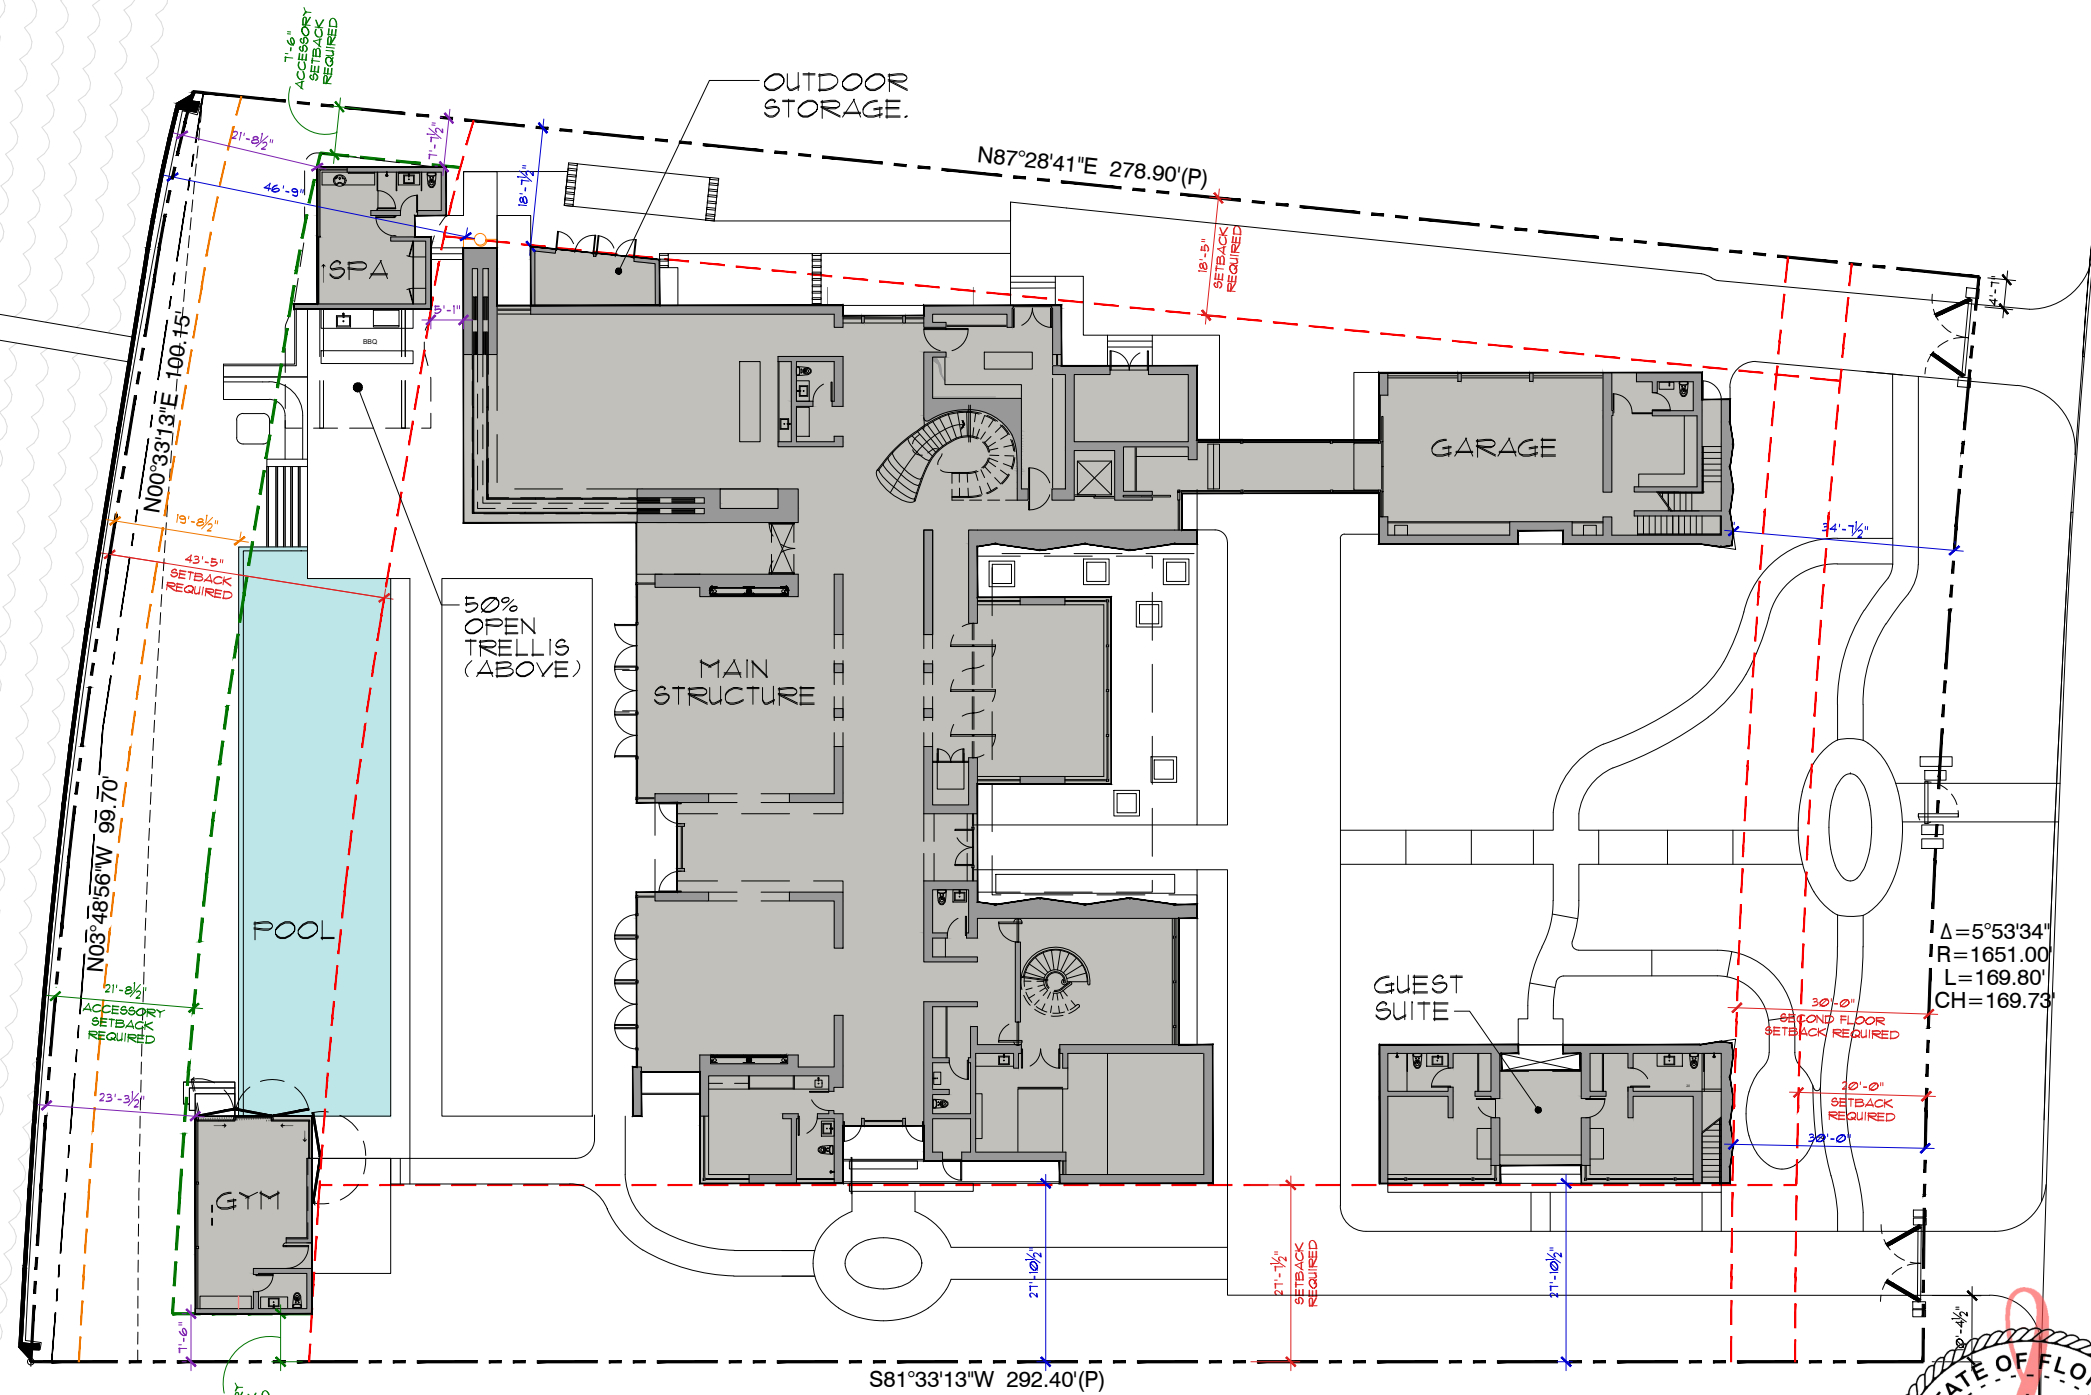 7'-6"
ACCESSORY
SETBACK
REQUIRED
OUTDOOR
STORAGE.
21'-8½"
7'-7½"
46'-9"
18'-7½"
N87°28'41"E 278.90'(P)
18'-5"
SETBACK
REQUIRED
4'-7"
SPA
5'-1"
BBQ
N00°33'13"E 100.15'
GARAGE
19'-8½"
43'-5"
SETBACK
REQUIRED
34'-7½"
50%
OPEN
TRELLIS
(ABOVE)
MAIN
STRUCTURE
N03°48'56"W 99.70'
POOL
Δ=5°53'34"
R=1651.00'
L=169.80'
CH=169.73'
21'-8½"
ACCESSORY
SETBACK
REQUIRED
GUEST
SUITE
30'-0"
SECOND FLOOR
SETBACK REQUIRED
23'-3½"
20'-0"
SETBACK
REQUIRED
30'-0"
GYM
27'-10½"
27'-7½"
SETBACK
REQUIRED
27'-10½"
7'-6"
S81°33'13"W 292.40'(P)
ATE OF FLO